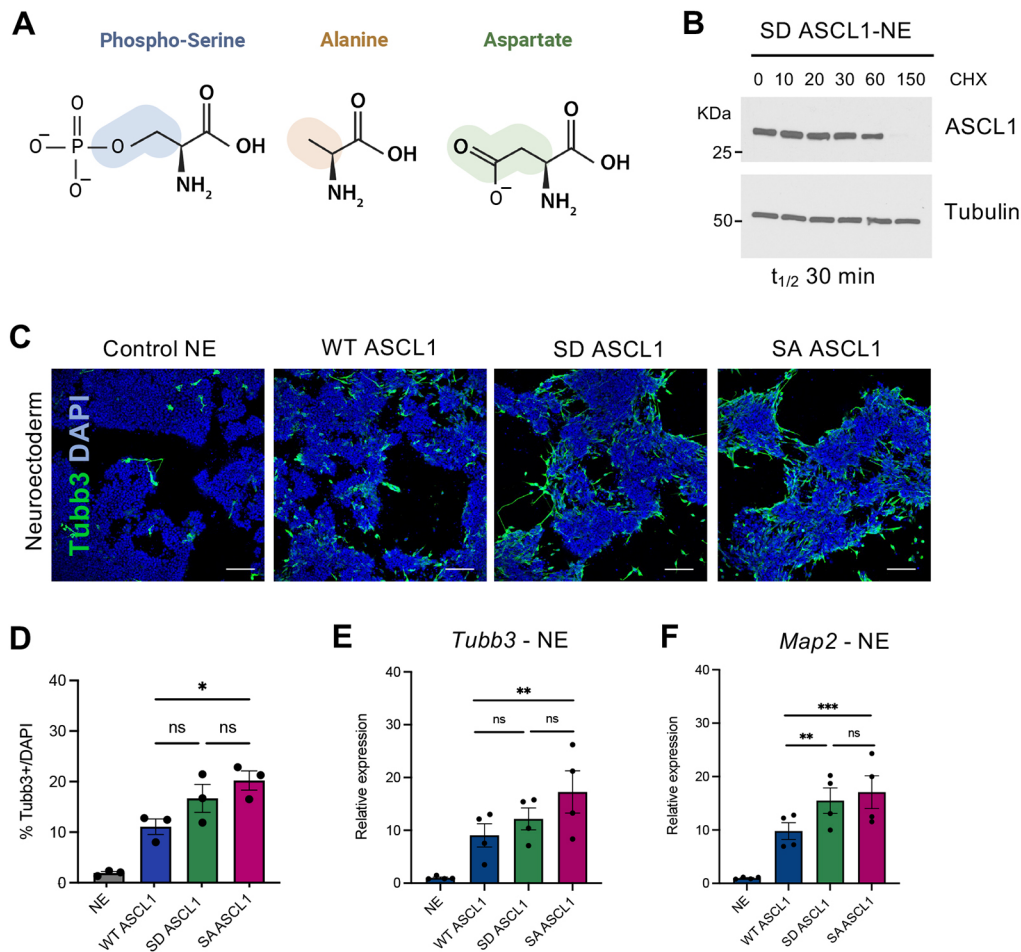 A
Phospho-Serine
Alanine
Aspartate
O
O
O
O
O⁻
P
O
OH
OH
O
OH
O⁻
O⁻
NH₂
NH₂
NH₂
B
SD ASCL1-NE
0 10 20 30 60 150 CHX
KDa
ASCL1
25
50
Tubulin
t1/2 30 min
C
Control NE
WT ASCL1
SD ASCL1
SA ASCL1
Neuroectoderm
Tubb3 DAPI
D
% Tubb3+/DAPI
40
30
20
10
0
*
ns
ns
NE
WT ASCL1
SD ASCL1
SA ASCL1
E
Tubb3 - NE
Relative expression
40
30
20
10
0
**
ns
ns
NE
WT ASCL1
SD ASCL1
SA ASCL1
F
Map2 - NE
Relative expression
40
30
20
10
0
***
**
ns
NE
WT ASCL1
SD ASCL1
SA ASCL1